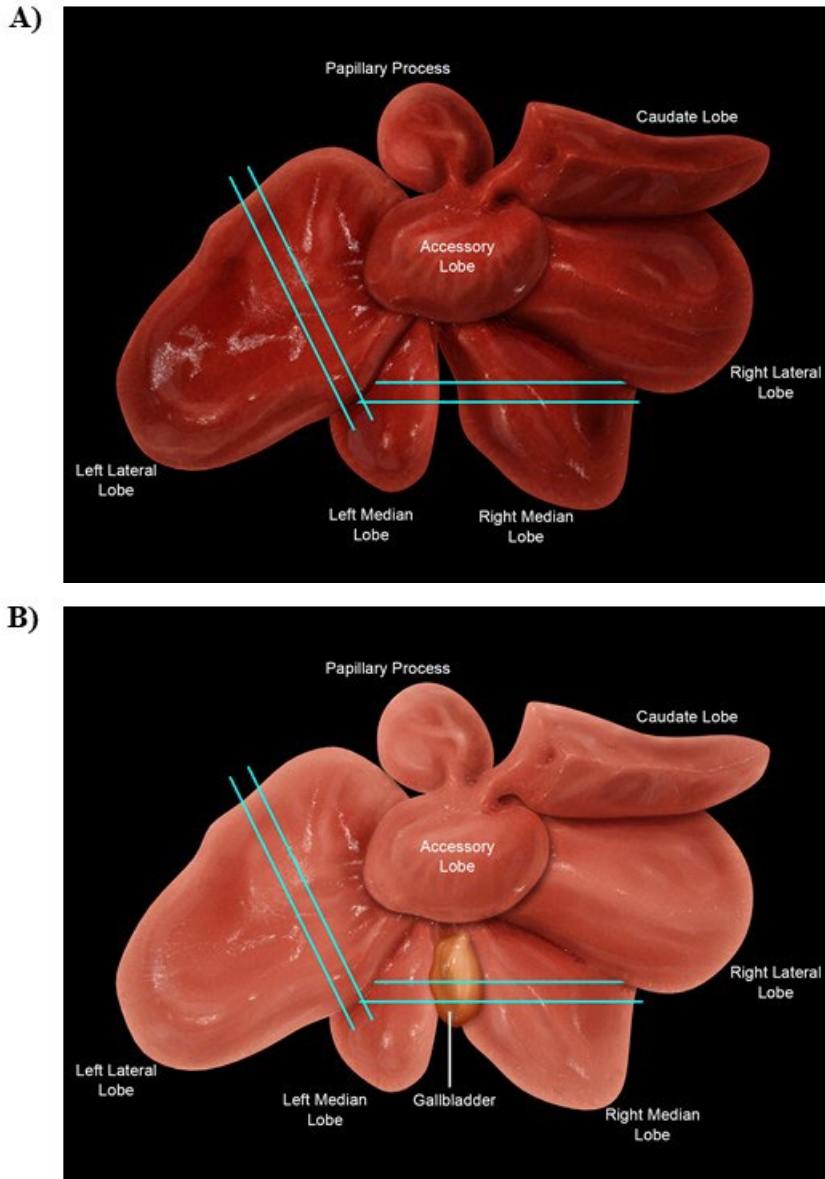 A)
Papillary Process
Caudate Lobe
Accessory
Lobe
Right Lateral
Lobe
Left Lateral
Lobe
Left Median
Lobe
Right Median
Lobe
B)
Papillary Process
Caudate Lobe
Accessory
Lobe
Right Lateral
Lobe
Left Lateral
Lobe
Left Median
Lobe
Gallbladder
Right Median
Lobe